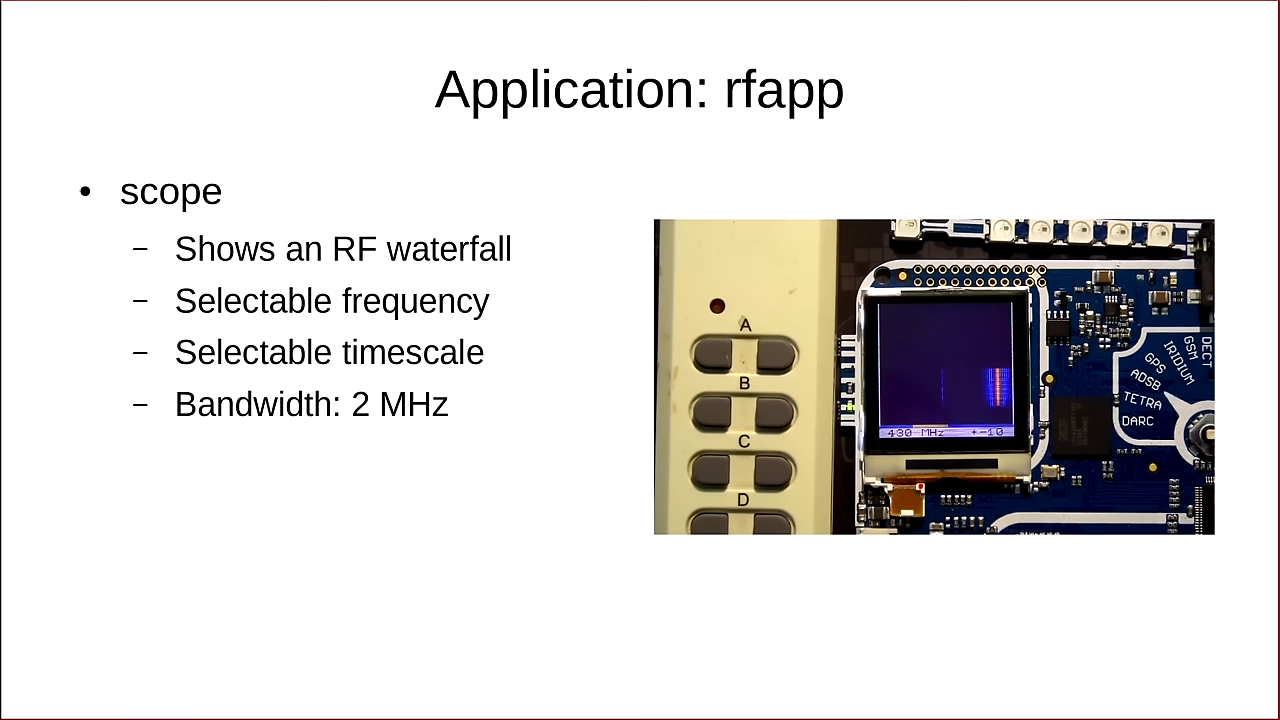 Application: rfapp
• scope
– Shows an RF waterfall
– Selectable frequency
– Selectable timescale
– Bandwidth: 2 MHz
A
B
C
D
430 MHz +-10
DECT
GSM
IRIDIUM
GPS
ADSB
TETRA
DARC